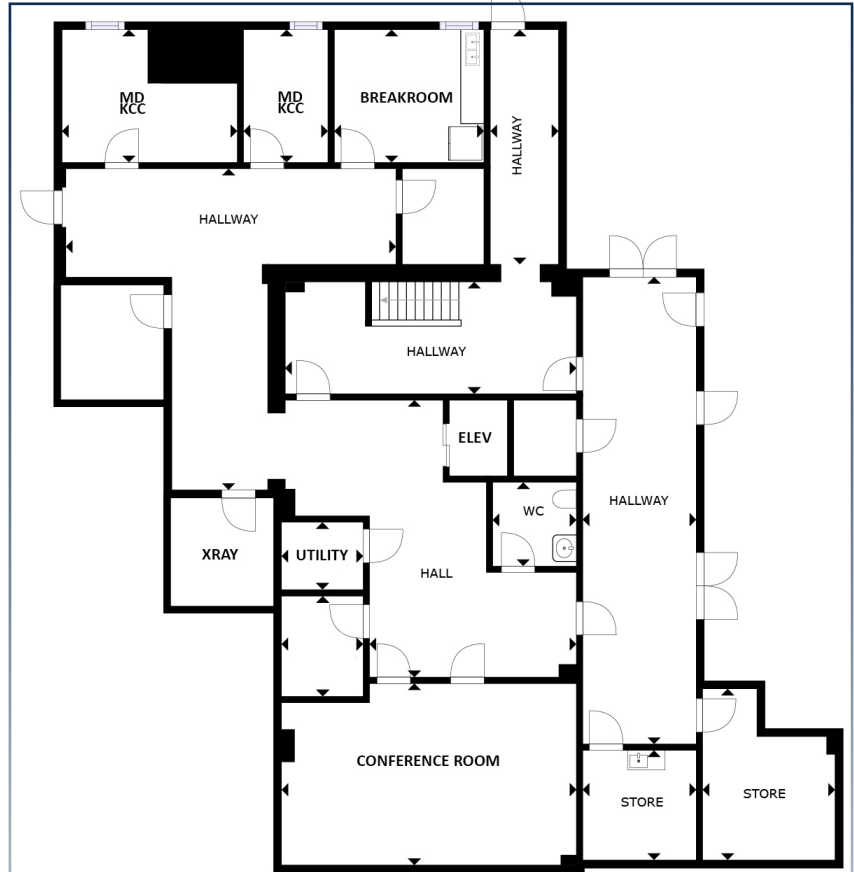 MD
KCC
MD
KCC
BREAKROOM
HALLWAY
HALLWAY
HALLWAY
ELEV
HALLWAY
WC
XRAY
UTILITY
HALL
CONFERENCE ROOM
STORE
STORE